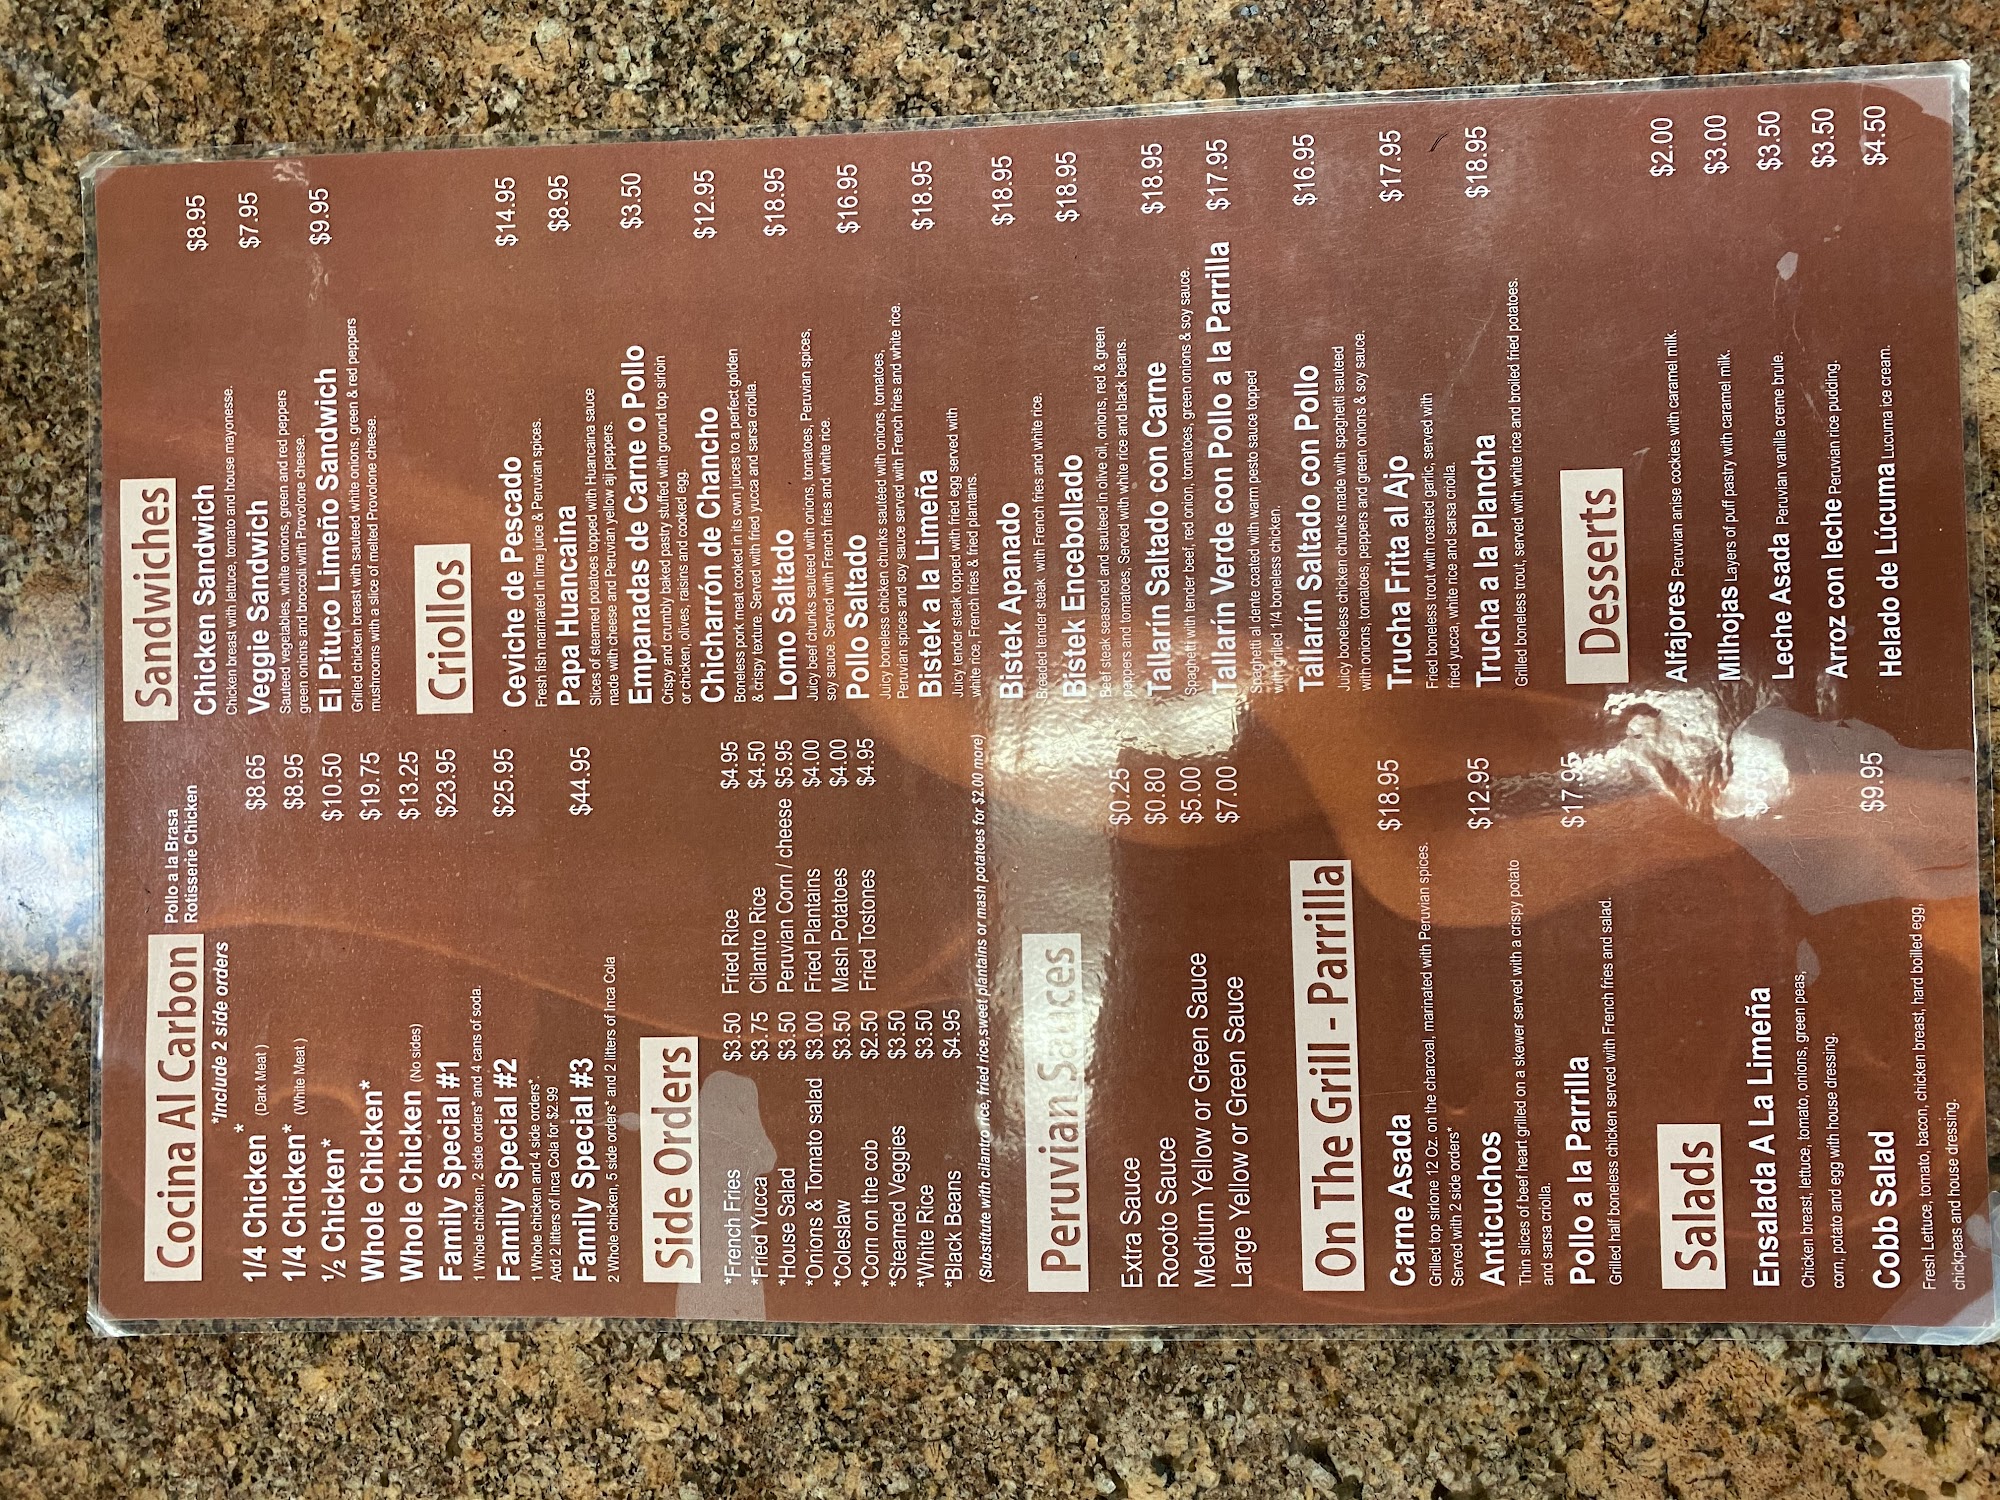 Cocina Al Carbon
Pollo a la Brasa
Rotisserie Chicken
*Include 2 side orders
1/4 Chicken* (Dark Meat ) $8.65
1/4 Chicken* (White Meat ) $8.95
½ Chicken* $10.50
Whole Chicken* $19.75
Whole Chicken (No sides) $13.25
Family Special #1 $23.95
1 Whole chicken, 2 side orders* and 4 cans of soda.
Family Special #2 $25.95
1 Whole chicken and 4 side orders*.
Add 2 litters of Inca Cola for $2.99
Family Special #3 $44.95
2 Whole chicken, 5 side orders* and 2 litters of Inca Cola
Side Orders
*French Fries $3.50 Fried Rice $4.95
*Fried Yucca $3.75 Cilantro Rice $4.50
*House Salad $3.50 Peruvian Corn / cheese $5.95
*Onions & Tomato salad $3.00 Fried Plantains $4.00
*Coleslaw $3.50 Mash Potatoes $4.00
*Corn on the cob $2.50 Fried Tostones $4.95
*Steamed Veggies $3.50
*White Rice $3.50
*Black Beans $4.95
(Substitute with cilantro rice, fried rice,sweet plantains or mash potatoes for $2.00 more)
Peruvian Sauces
Extra Sauce $0.25
Rocoto Sauce $0.80
Medium Yellow or Green Sauce $5.00
Large Yellow or Green Sauce $7.00
On The Grill - Parrilla
Carne Asada $18.95
Grilled top sirlone 12 Oz. on the charcoal, marinated with Peruvian spices.
Served with 2 side orders*
Anticuchos $12.95
Thin slices of beef heart grilled on a skewer served with a crispy potato
and sarsa criolla.
Pollo a la Parrilla $17.95
Grilled half boneless chicken served with French fries and salad.
Salads
Ensalada A La Limeña
Chicken breast, lettuce, tomato, onions, green peas,
corn, potato and egg with house dressing.
Cobb Salad $9.95
Fresh Lettuce, tomato, bacon, chicken breast, hard boiled egg,
chickpeas and house dressing.
Sandwiches
Chicken Sandwich $8.95
Chicken breast with lettuce, tomato and house mayonesse.
Veggie Sandwich $7.95
Sauteed vegetables, white onions, green and red peppers
green onions and broccoli with Provolone cheese.
El Pituco Limeño Sandwich $9.95
Grilled chicken breast with sauteed white onions, green & red peppers
mushrooms with a slice of melted Provolone cheese.
Criollos
Ceviche de Pescado $14.95
Fresh fish marinated in lime juice & Peruvian spices.
Papa Huancaina $8.95
Slices of steamed potatoes topped with Huancaina sauce
made with cheese and Peruvian yellow aj peppers.
Empanadas de Carne o Pollo $3.50
Crispy and crumbly baked pastry stuffed with ground top sirloin
or chicken, olives, raisins and cooked egg.
Chicharrón de Chancho $12.95
Boneless pork meat cooked in its own juices to a perfect golden
& crispy texture. Served with fried yucca and sarsa criolla.
Lomo Saltado $18.95
Juicy beef chunks sauteed with onions, tomatoes, Peruvian spices,
soy sauce. Served with French fries and white rice.
Pollo Saltado $16.95
Juicy boneless chicken chunks sautéed with onions, tomatoes,
Peruvian spices and soy sauce served with French fries and white rice.
Bistek a la Limeña $18.95
Juicy tender steak topped with fried egg served with
white rice, French fries & fried plantains.
Bistek Apanado $18.95
Breaded tender steak with French fries and white rice.
Bistek Encebollado $18.95
Beef steak seasoned and sauteed in olive oil, onions, red & green
peppers and tomatoes, Served with white rice and black beans.
Tallarín Saltado con Carne $18.95
Spaghetti with tender beef, red onion, tomatoes, green onions & soy sauce.
Talları́n Verde con Pollo a la Parrilla $17.95
Spaghetti al dente coated with warm pesto sauce topped
with grilled 1/4 boneless chicken.
Tallarín Saltado con Pollo $16.95
Juicy boneless chicken chunks made with spaghetti sauteed
with onions, tomatoes, peppers and green onions & soy sauce.
Trucha Frita al Ajo $17.95
Fried boneless trout with roasted garlic, served with
fried yucca, white rice and sarsa criolla.
Trucha a la Plancha $18.95
Grilled boneless trout, served with white rice and broiled fried potatoes.
Desserts
Alfajores Peruvian anise cockies with caramel milk. $2.00
Milhojas Layers of puff pastry with caramel milk. $3.00
Leche Asada Peruvian vanilla creme brule. $3.50
Arroz con leche Peruvian rice pudding. $3.50
Helado de Lúcuma Lucuma ice cream. $4.50